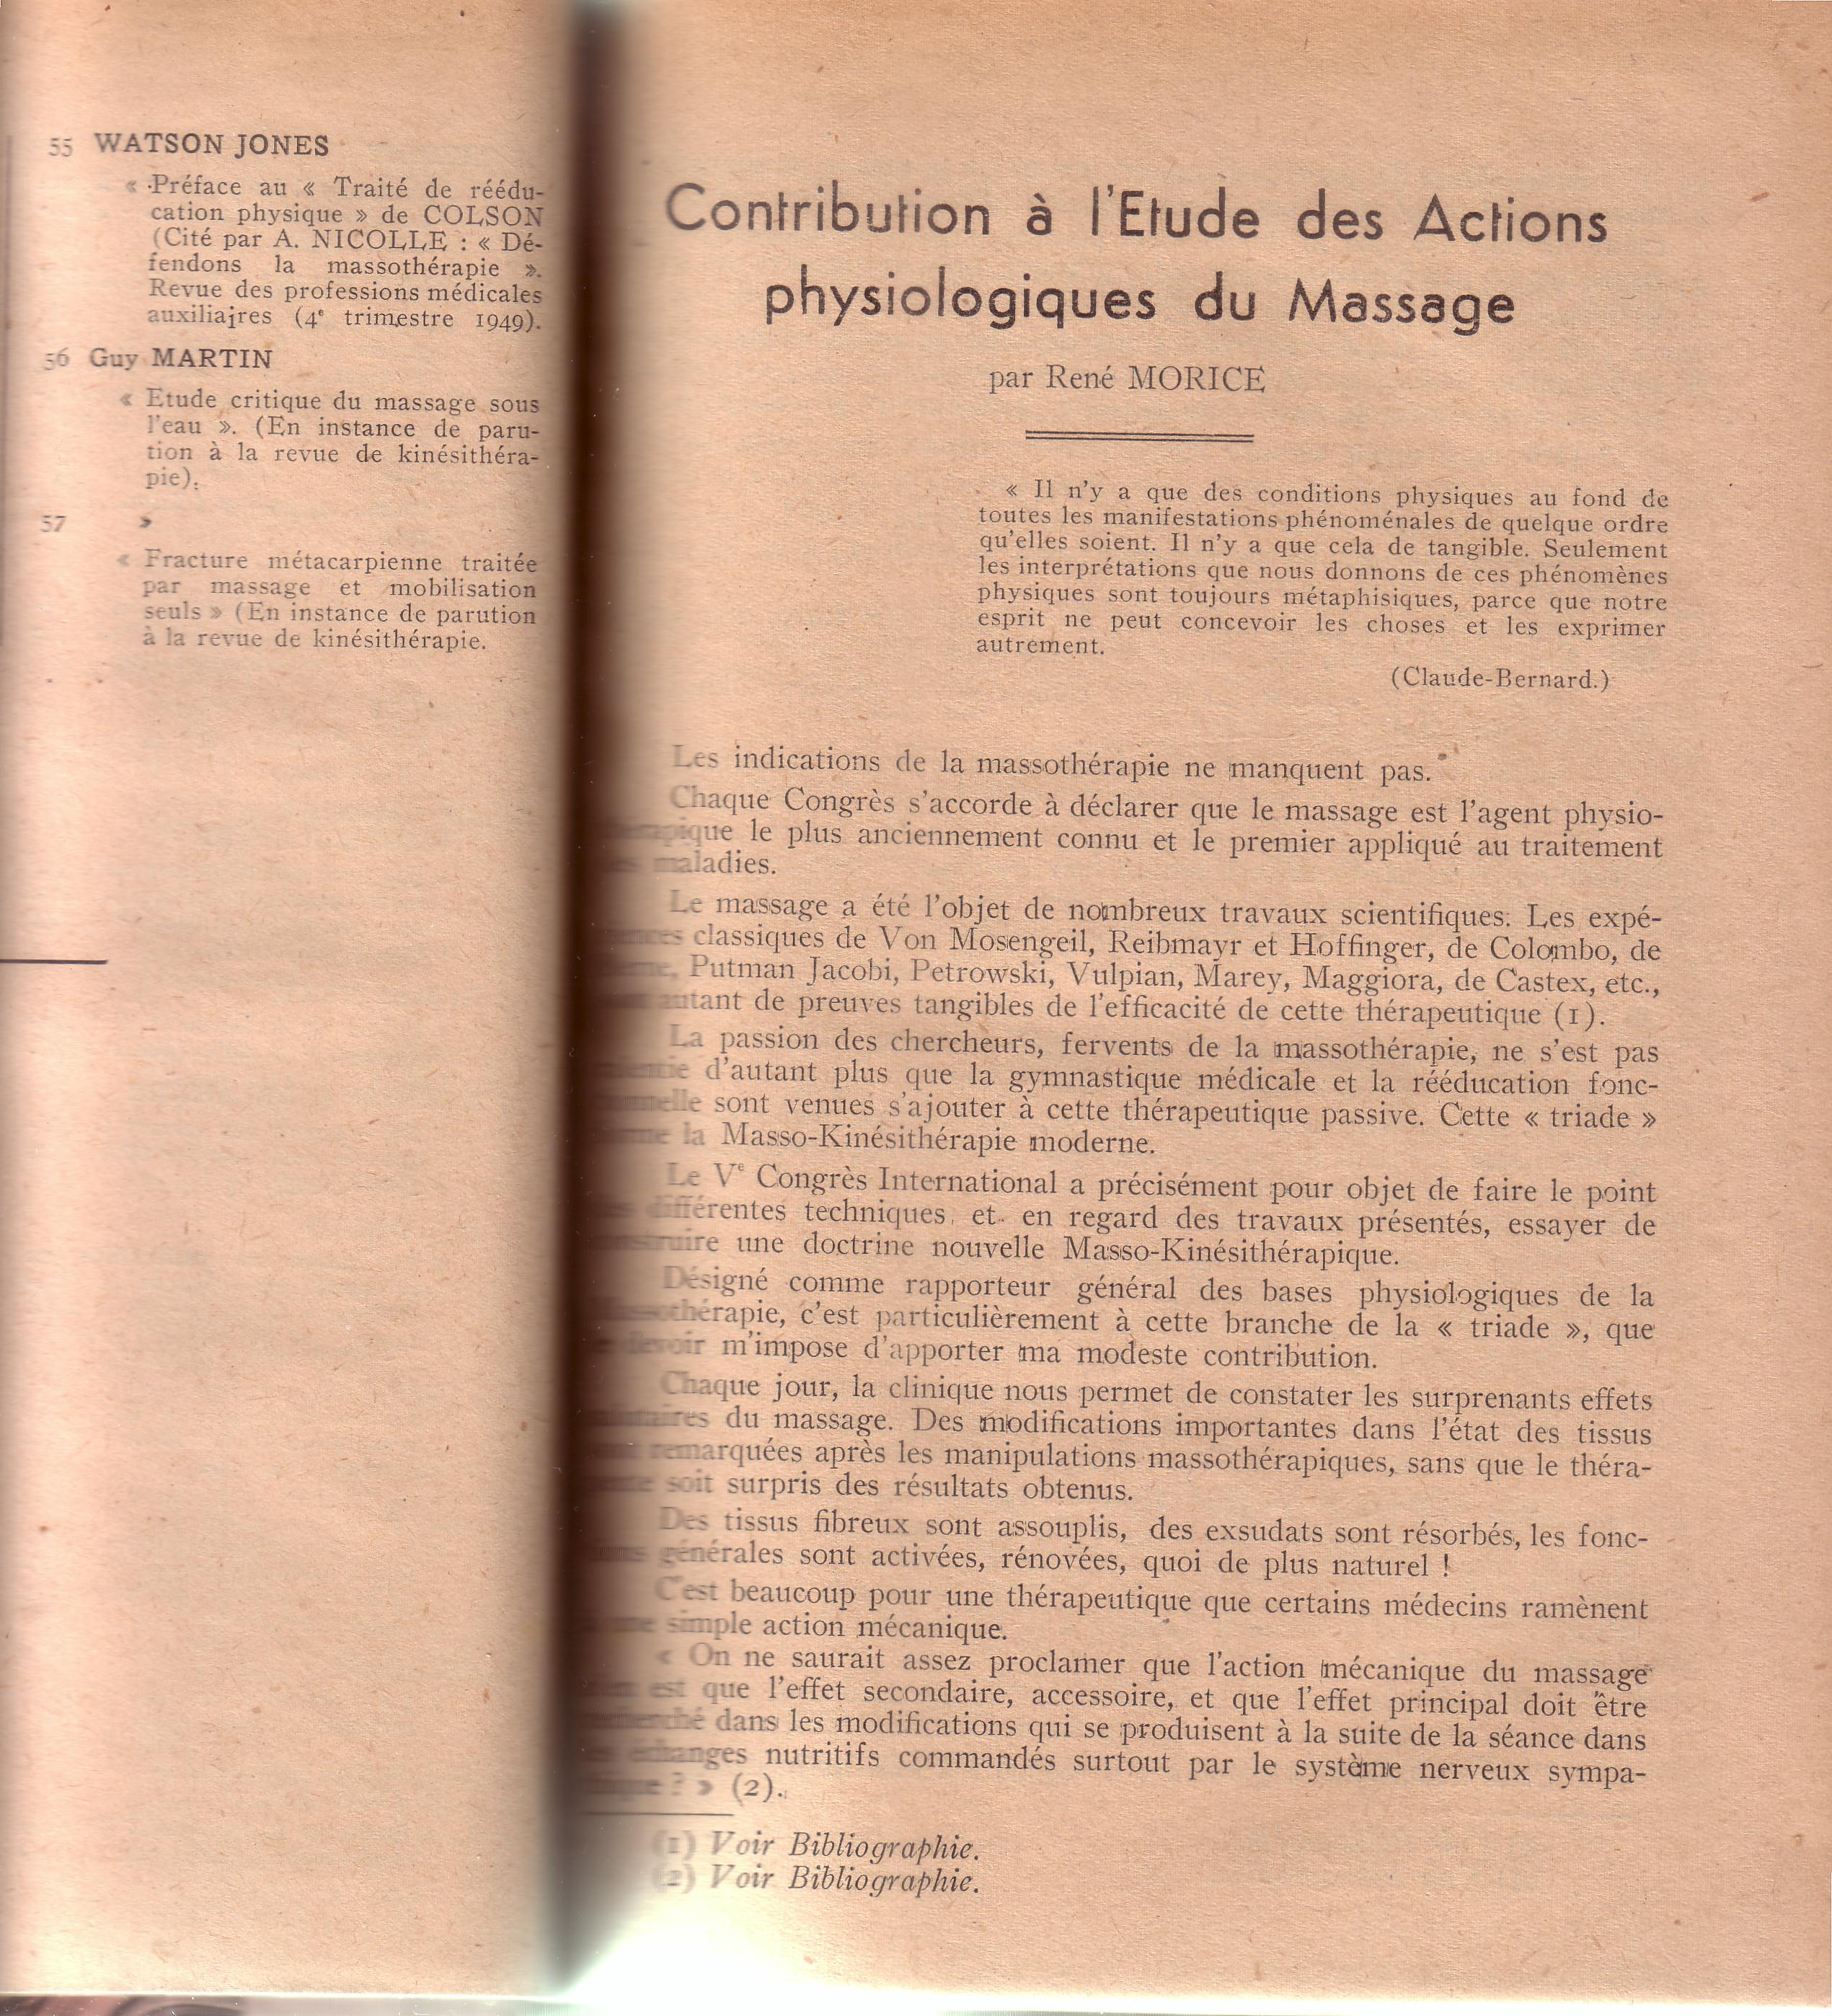 55 WATSON JONES
« Préface au « Traité de réédu-
cation physique » de COLSON
(Cité par A. NICOLLE : « Dé-
fendons la massothérapie ».
Revue des professions médicales
auxiliaires (4e trimestre 1949).
56 Guy MARTIN
« Etude critique du massage sous
l'eau ». (En instance de paru-
tion à la revue de kinésithéra-
pie).
57 »
« Fracture métacarpienne traitée
par massage et mobilisation
seuls » (En instance de parution
à la revue de kinésithérapie.
Contribution à l'Etude des Actions
physiologiques du Massage
par René MORICE
« Il n'y a que des conditions physiques au fond de
toutes les manifestations phénoménales de quelque ordre
qu'elles soient. Il n'y a que cela de tangible. Seulement
les interprétations que nous donnons de ces phénomènes
physiques sont toujours métaphisiques, parce que notre
esprit ne peut concevoir les choses et les exprimer
autrement.
(Claude-Bernard.)
Les indications de la massothérapie ne manquent pas.
Chaque Congrès s'accorde à déclarer que le massage est l'agent physio-
thérapique le plus anciennement connu et le premier appliqué au traitement
maladies.
Le massage a été l'objet de nombreux travaux scientifiques. Les expé-
riences classiques de Von Mosengeil, Reibmayr et Hoffinger, de Colombo, de
Putman Jacobi, Petrowski, Vulpian, Marey, Maggiora, de Castex, etc.,
autant de preuves tangibles de l'efficacité de cette thérapeutique (1).
La passion des chercheurs, fervents de la massothérapie, ne s'est pas
d'autant plus que la gymnastique médicale et la rééducation fonc-
tionnelle sont venues s'ajouter à cette thérapeutique passive. Cette « triade »
la Masso-Kinésithérapie moderne.
Le Ve Congrès International a précisément pour objet de faire le point
différentes techniques, et en regard des travaux présentés, essayer de
construire une doctrine nouvelle Masso-Kinésithérapique.
Désigné comme rapporteur général des bases physiologiques de la
Massothérapie, c'est particulièrement à cette branche de la « triade », que
devoir m'impose d'apporter ma modeste contribution.
Chaque jour, la clinique nous permet de constater les surprenants effets
du massage. Des modifications importantes dans l'état des tissus
remarquées après les manipulations massothérapiques, sans que le théra-
peute soit surpris des résultats obtenus.
Des tissus fibreux sont assouplis, des exsudats sont résorbés, les fonc-
tions générales sont activées, rénovées, quoi de plus naturel !
C'est beaucoup pour une thérapeutique que certains médecins ramènent
simple action mécanique.
« On ne saurait assez proclamer que l'action mécanique du massage
est que l'effet secondaire, accessoire, et que l'effet principal doit être
recherché dans les modifications qui se produisent à la suite de la séance dans
échanges nutritifs commandés surtout par le système nerveux sympa-
thique ? » (2).
(1) Voir Bibliographie.
(2) Voir Bibliographie.